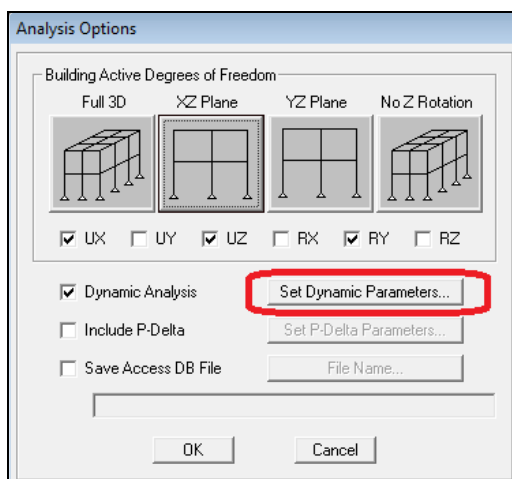 Analysis Options
Building Active Degrees of Freedom
Full 3D XZ Plane YZ Plane No Z Rotation
UX UY UZ RX RY RZ
Dynamic Analysis Set Dynamic Parameters...
Include P-Delta Set P-Delta Parameters...
Save Access DB File File Name...
OK Cancel